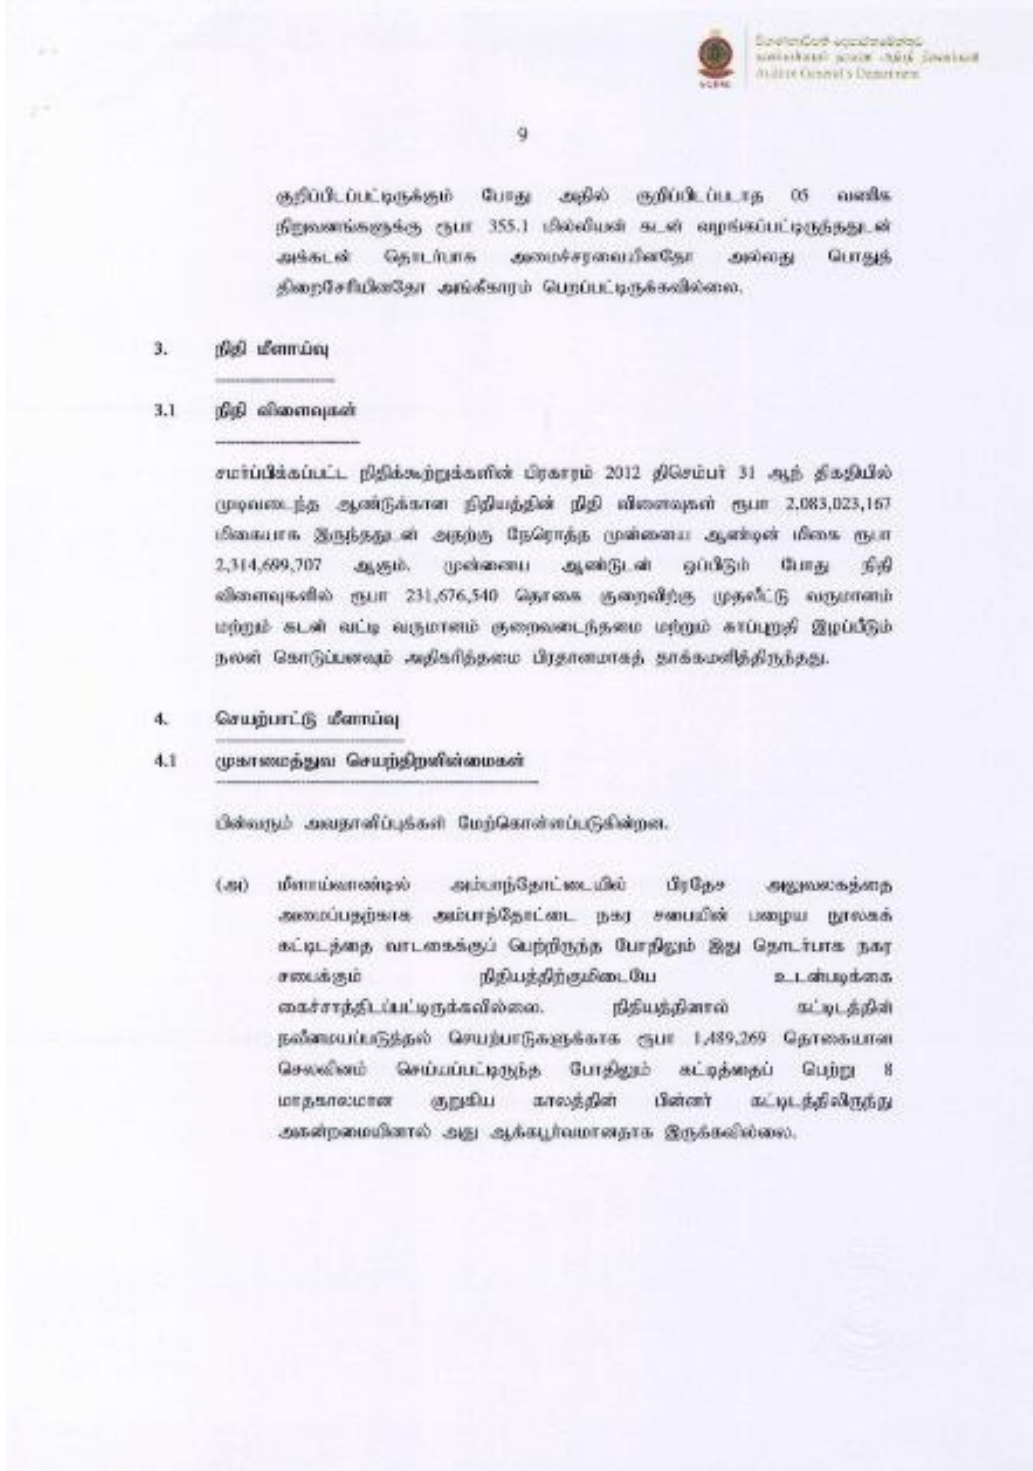 Auditor General's Department
9
குறிப்பிடப்பட்டிருக்கும் போது அதில் குறிப்பிடப்படாத 05 வணிக
நிறுவனங்களுக்கு ரூபா 355.1 மில்லியன் கடன் வழங்கப்பட்டிருந்ததுடன்
அக்கடன் தொடர்பாக அமைச்சரவையினதோ அல்லது பொதுத்
திறைசேரியினதோ அங்கீகாரம் பெறப்பட்டிருக்கவில்லை.
3. நிதி மீளாய்வு
3.1 நிதி விளைவுகள்
சமர்ப்பிக்கப்பட்ட நிதிக்கூற்றுக்களின் பிரகாரம் 2012 திசெம்பர் 31 ஆந் திகதியில்
முடிவடைந்த ஆண்டுக்கான நிதியத்தின் நிதி விளைவுகள் ரூபா 2,083,023,167
மிகையாக இருந்ததுடன் அதற்கு நேரொத்த முன்னைய ஆண்டின் மிகை ரூபா
2,314,699,707 ஆகும். முன்னைய ஆண்டுடன் ஒப்பிடும் போது நிதி
விளைவுகளில் ரூபா 231,676,540 தொகை குறைவிற்கு முதலீட்டு வருமானம்
மற்றும் கடன் வட்டி வருமானம் குறைவடைந்தமை மற்றும் காப்புறுதி இழப்பீடும்
நலன் கொடுப்பனவும் அதிகரித்தமை பிரதானமாகத் தாக்கமளித்திருந்தது.
4. செயற்பாட்டு மீளாய்வு
4.1 முகாமைத்துவ செயற்திறனின்மைகள்
பின்வரும் அவதானிப்புக்கள் மேற்கொள்ளப்படுகின்றன.
(அ) மீளாய்வாண்டில் அம்பாந்தோட்டையில் பிரதேச அலுவலகத்தை
அமைப்பதற்காக அம்பாந்தோட்டை நகர சபையின் பழைய நூலகக்
கட்டிடத்தை வாடகைக்குப் பெற்றிருந்த போதிலும் இது தொடர்பாக நகர
சபைக்கும் நிதியத்திற்குமிடையே உடன்படிக்கை
கைச்சாத்திடப்பட்டிருக்கவில்லை. நிதியத்தினால் கட்டிடத்தின்
நவீனமயப்படுத்தல் செயற்பாடுகளுக்காக ரூபா 1,489,269 தொகையான
செலவினம் செய்யப்பட்டிருந்த போதிலும் கட்டித்தைப் பெற்று 8
மாதகாலமான குறுகிய காலத்தின் பின்னர் கட்டிடத்திலிருந்து
அகன்றமையினால் அது ஆக்கபூர்வமானதாக இருக்கவில்லை.